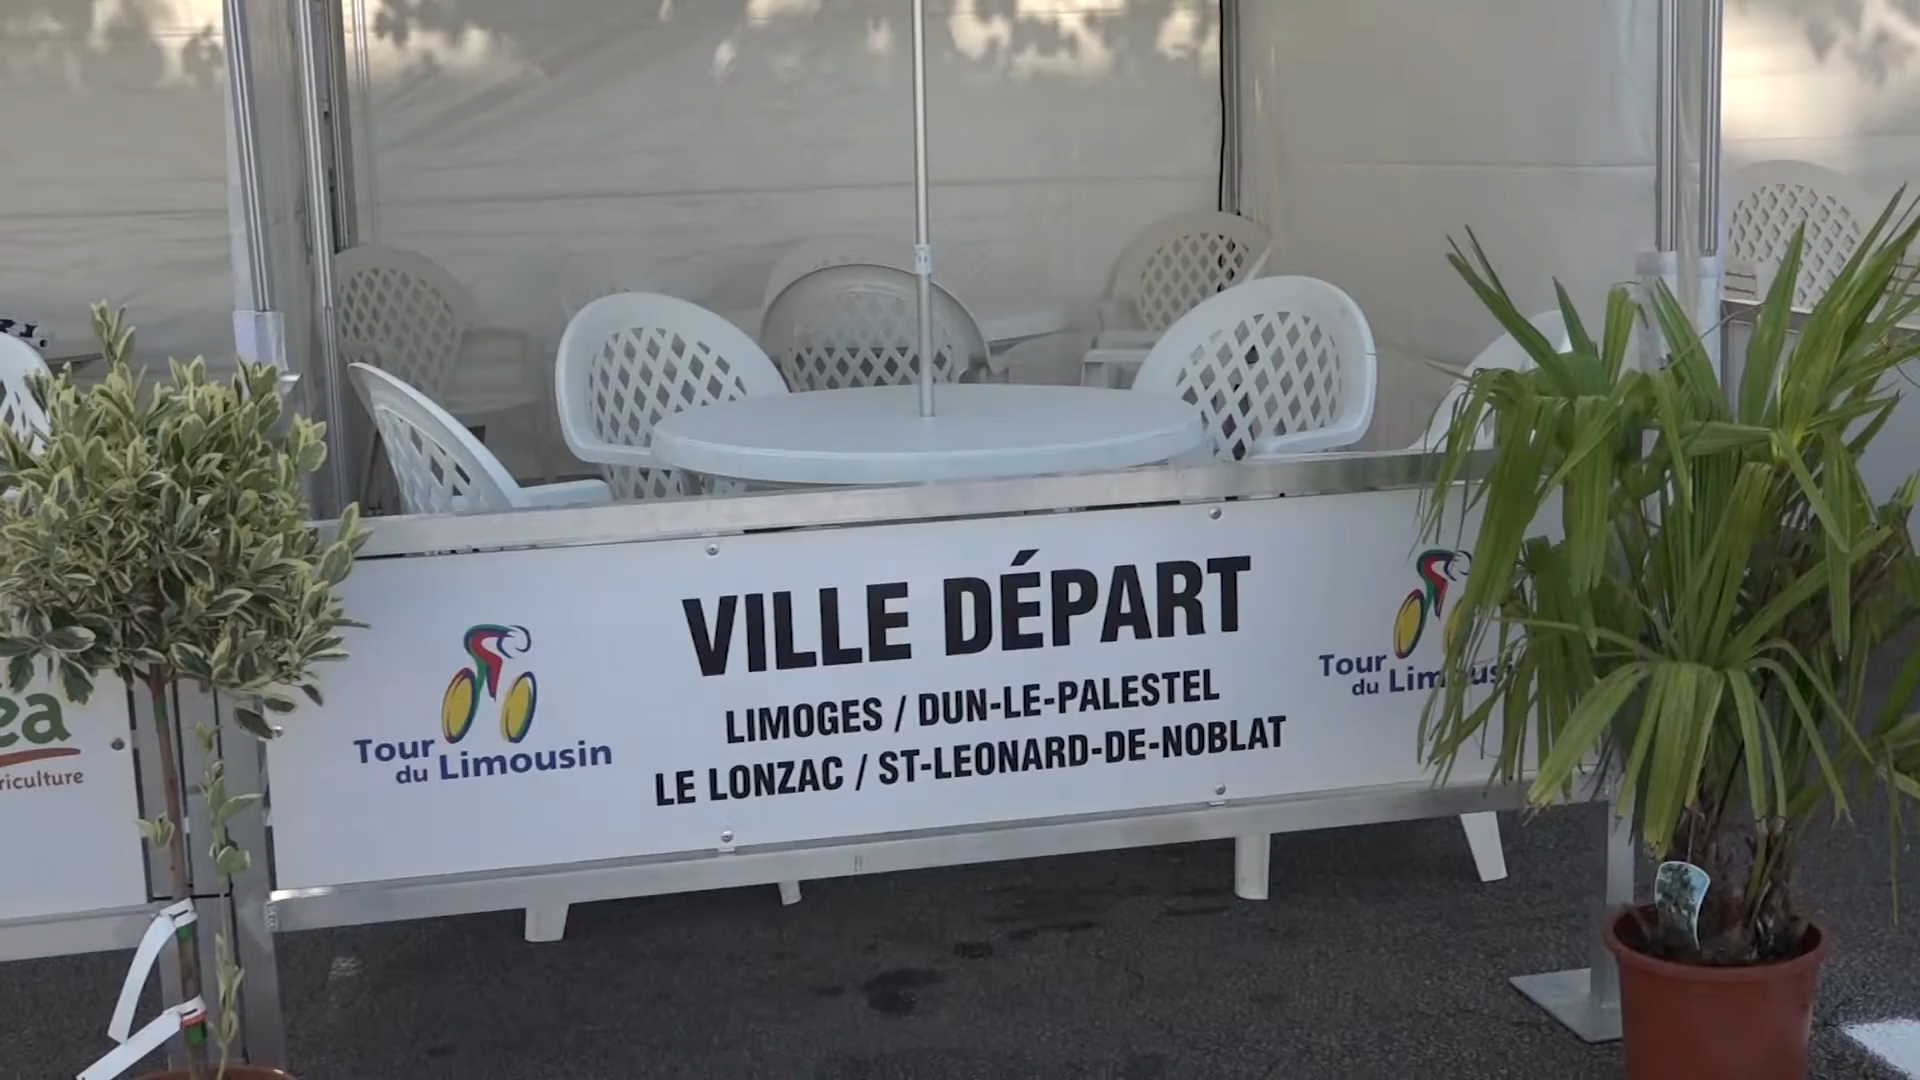 VILLE DÉPART
LIMOGES / DUN-LE-PALESTEL
LE LONZAC / ST-LEONARD-DE-NOBLAT
Tour
du Limousin
Tour
du Limousin